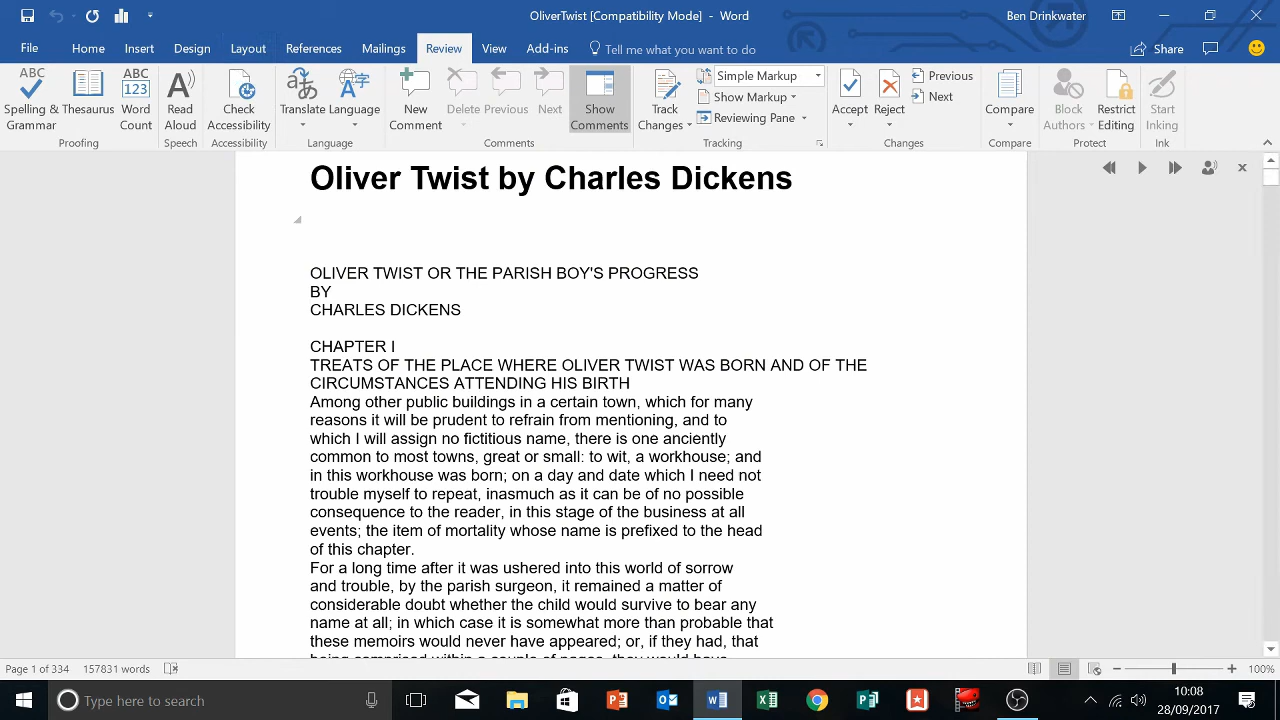 OliverTwist [Compatibility Mode] - Word
Ben Drinkwater
File Home Insert Design Layout References Mailings Review View Add-ins Tell me what you want to do Share
ABC ABC 123
Spelling & Grammar
Thesaurus
Word Count
Read Aloud
Check Accessibility
Translate
Language
New Comment
Delete
Previous
Next
Show Comments
Track Changes
Simple Markup
Show Markup
Reviewing Pane
Accept
Reject
Previous
Next
Compare
Block Authors
Restrict Editing
Start Inking
Proofing Speech Accessibility Language Comments Tracking Changes Compare Protect Ink
Oliver Twist by Charles Dickens
OLIVER TWIST OR THE PARISH BOY'S PROGRESS
BY
CHARLES DICKENS
CHAPTER I
TREATS OF THE PLACE WHERE OLIVER TWIST WAS BORN AND OF THE
CIRCUMSTANCES ATTENDING HIS BIRTH
Among other public buildings in a certain town, which for many
reasons it will be prudent to refrain from mentioning, and to
which I will assign no fictitious name, there is one anciently
common to most towns, great or small: to wit, a workhouse; and
in this workhouse was born; on a day and date which I need not
trouble myself to repeat, inasmuch as it can be of no possible
consequence to the reader, in this stage of the business at all
events; the item of mortality whose name is prefixed to the head
of this chapter.
For a long time after it was ushered into this world of sorrow
and trouble, by the parish surgeon, it remained a matter of
considerable doubt whether the child would survive to bear any
name at all; in which case it is somewhat more than probable that
these memoirs would never have appeared; or, if they had, that
being comprised within a couple of pages, they would have
Page 1 of 334 157831 words 100%
Type here to search
10:08
28/09/2017